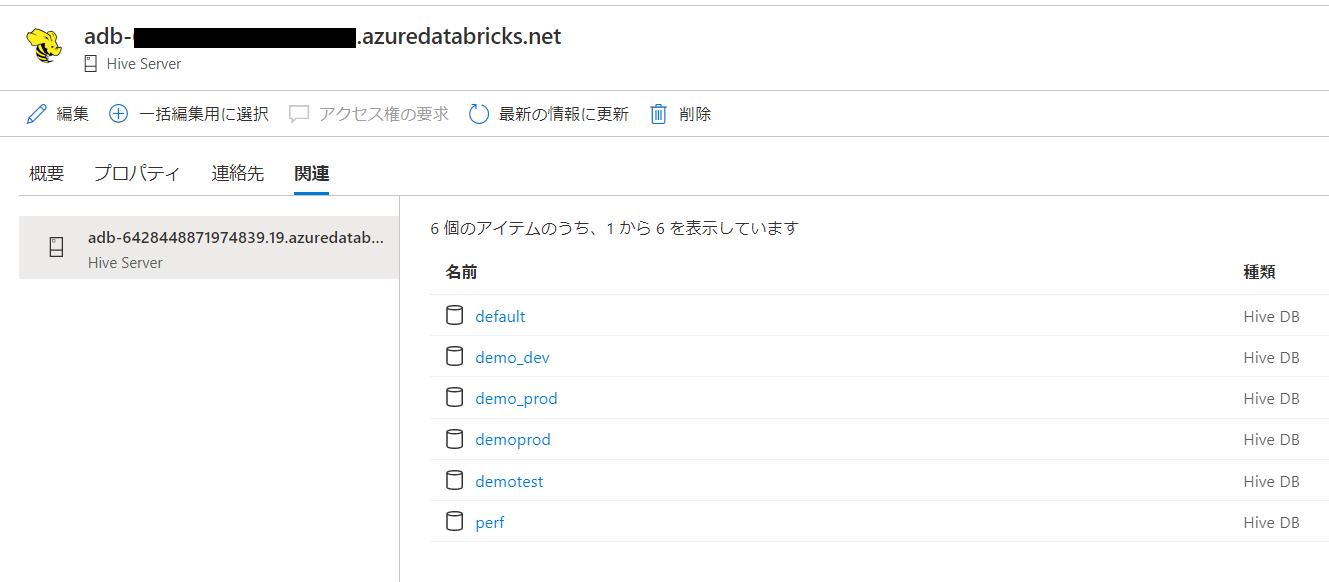 adb-.azuredatabricks.net
Hive Server
編集 一括編集用に選択 アクセス権の要求 最新の情報に更新 削除
概要 プロパティ 連絡先 関連
adb-6428448871974839.19.azuredatab...
Hive Server
6 個のアイテムのうち、1 から 6 を表示しています
名前 種類
default Hive DB
demo_dev Hive DB
demo_prod Hive DB
demoprod Hive DB
demotest Hive DB
perf Hive DB